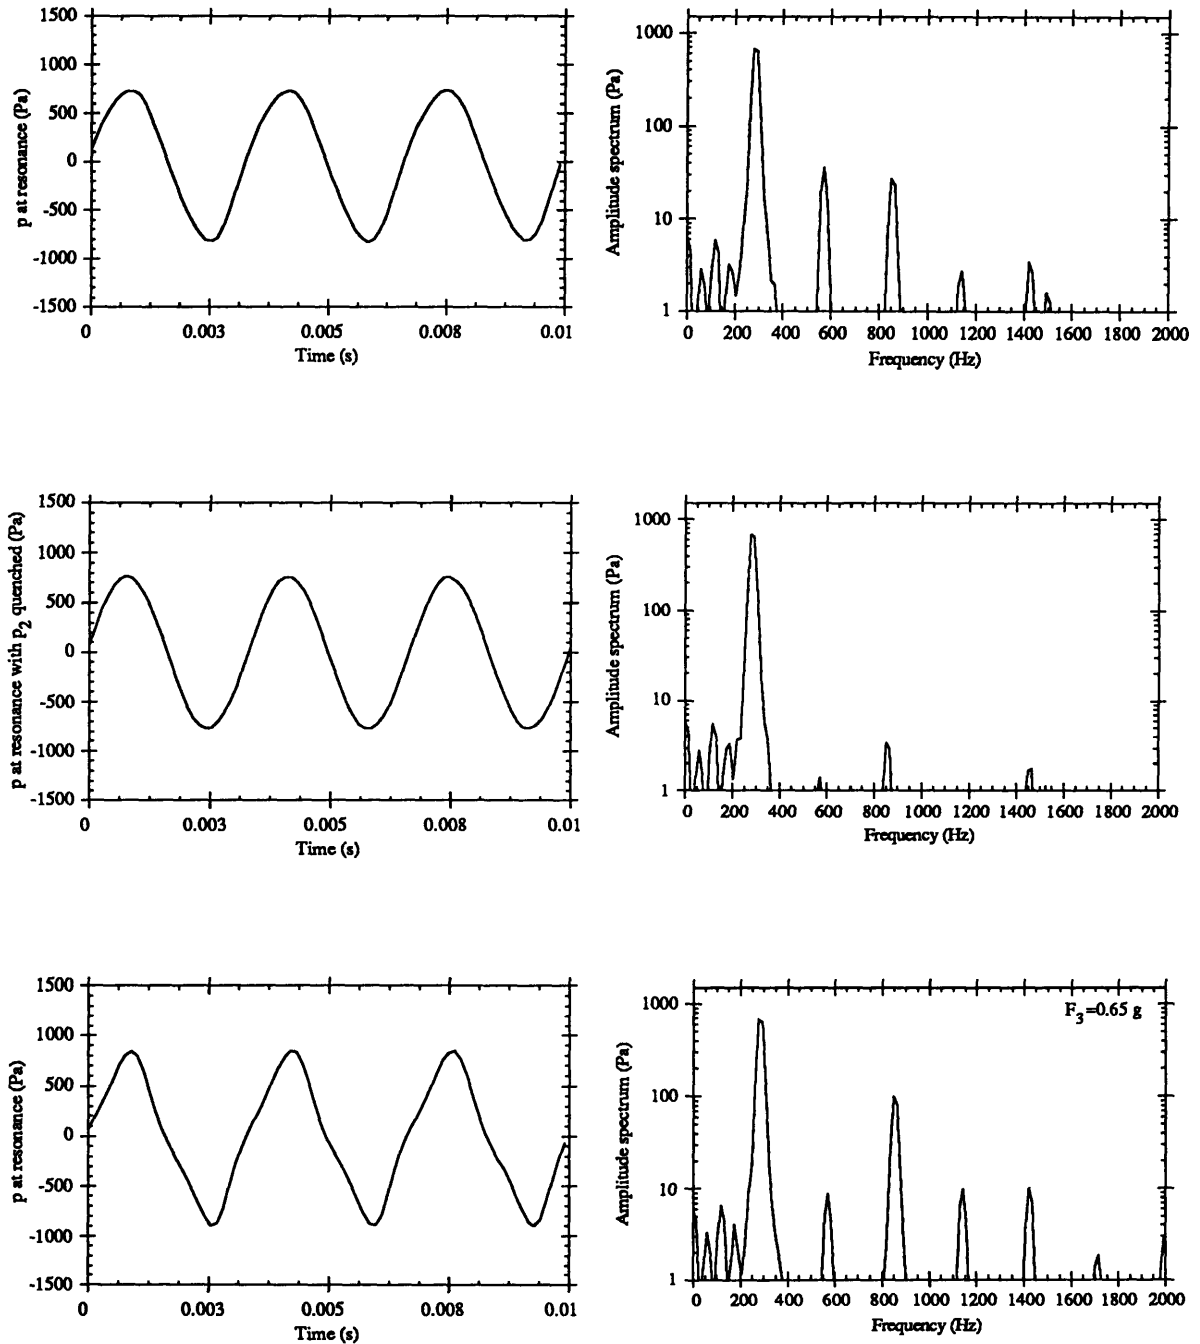 1500
1000
500
0
-500
-1000
-1500
p at resonance (Pa)
0 0.003 0.005 0.008 0.01
Time (s)
1000
100
10
1
Amplitude spectrum (Pa)
0 200 400 600 800 1000 1200 1400 1600 1800 2000
Frequency (Hz)
1500
1000
500
0
-500
-1000
-1500
p at resonance with p2 quenched (Pa)
0 0.003 0.005 0.008 0.01
Time (s)
1000
100
10
1
Amplitude spectrum (Pa)
0 200 400 600 800 1000 1200 1400 1600 1800 2000
Frequency (Hz)
1500
1000
500
0
-500
-1000
-1500
p at resonance (Pa)
0 0.003 0.005 0.008 0.01
Time (s)
F3=0.65 g
1000
100
10
1
Amplitude spectrum (Pa)
0 200 400 600 800 1000 1200 1400 1600 1800 2000
Frequency (Hz)